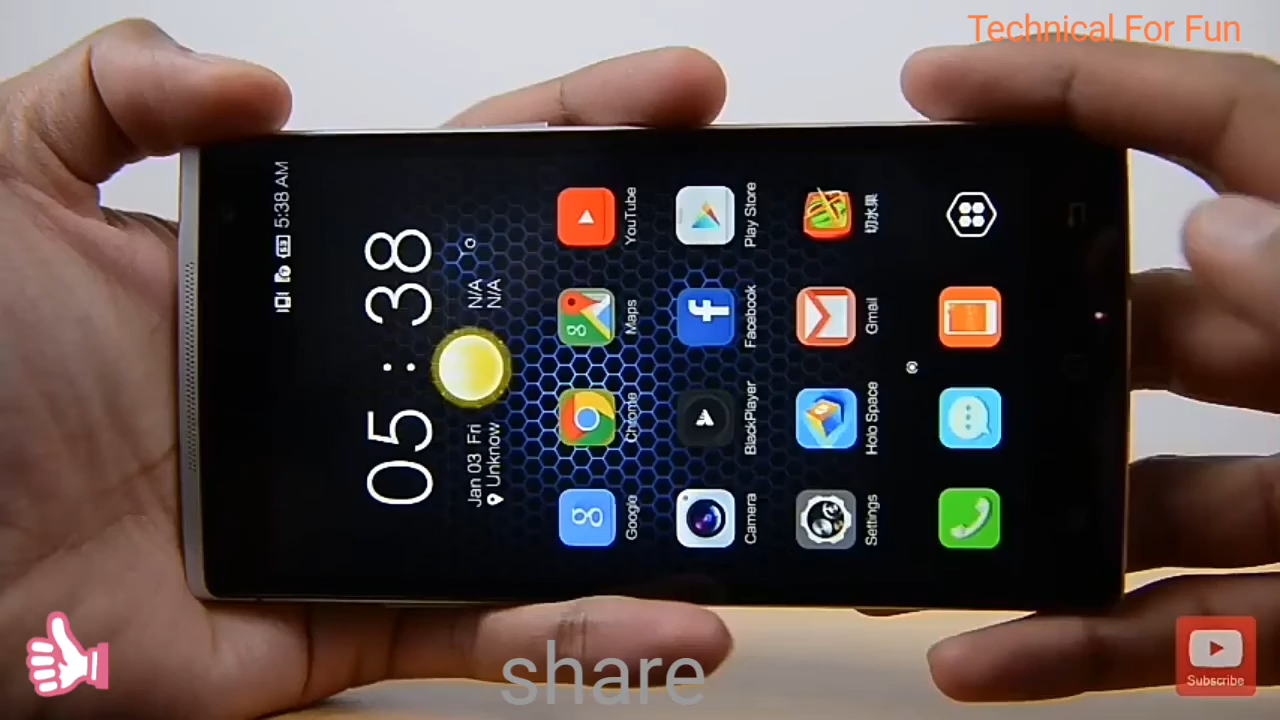 Technical For Fun
5:38 AM
05 : 38
Jan 03 Fri
N/A
Unknow
N/A
Google
Chrome
Maps
YouTube
Camera
BlackPlayer
Facebook
Play Store
Settings
Holo Space
Gmail
切水果
share
Subscribe